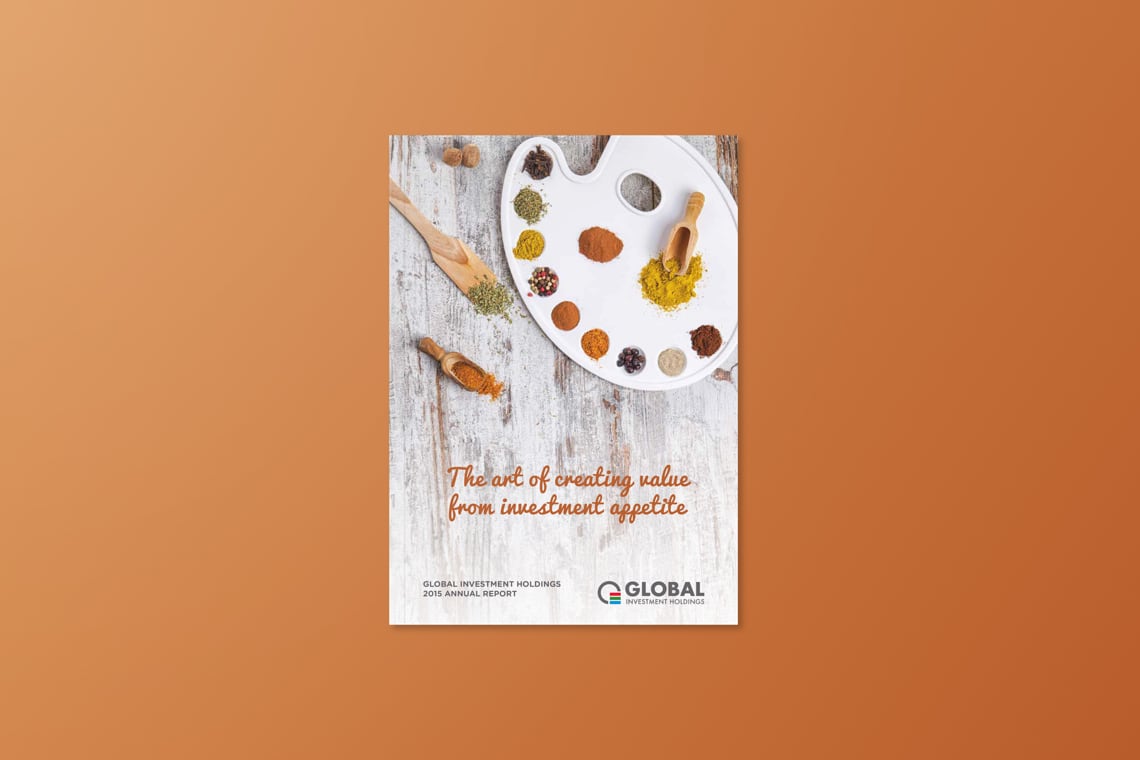 The art of creating value
from investment appetite
GLOBAL INVESTMENT HOLDINGS
2015 ANNUAL REPORT
GLOBAL
INVESTMENT HOLDINGS